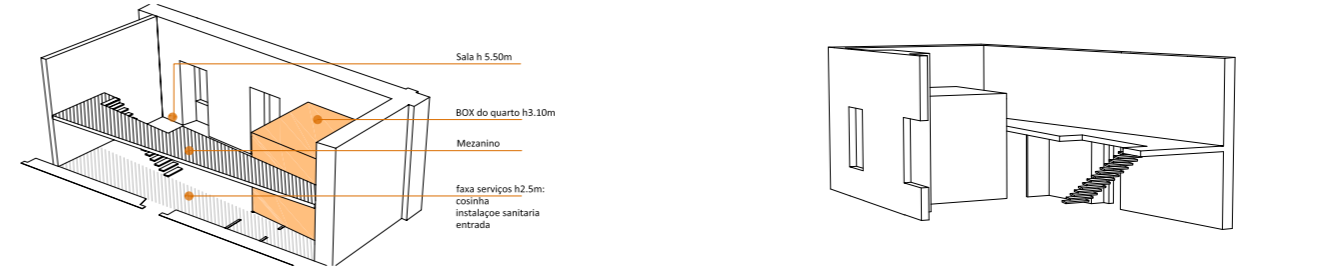 Sala h 5.50m
BOX do quarto h3.10m
Mezanino
faxa serviços h2.5m:
cosinha
instalaçoe sanitaria
entrada